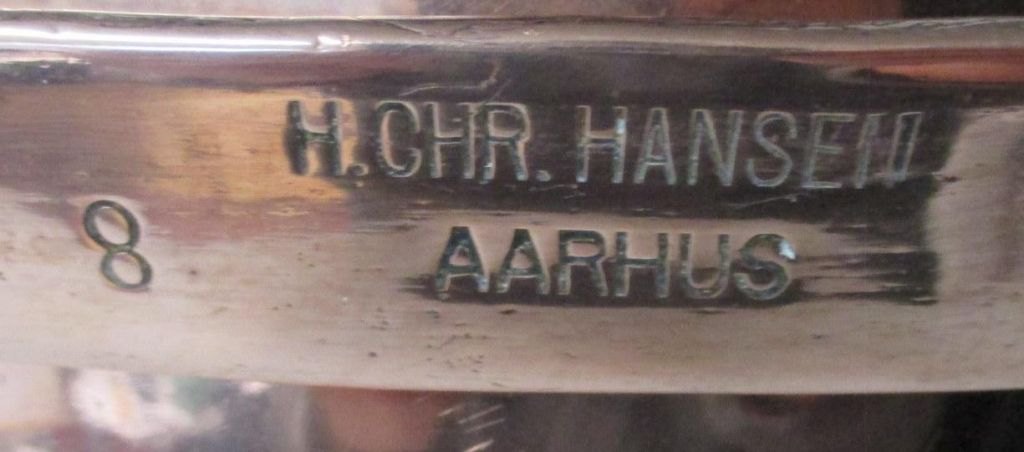 H. CHR. HANSEN
8 AARHUS